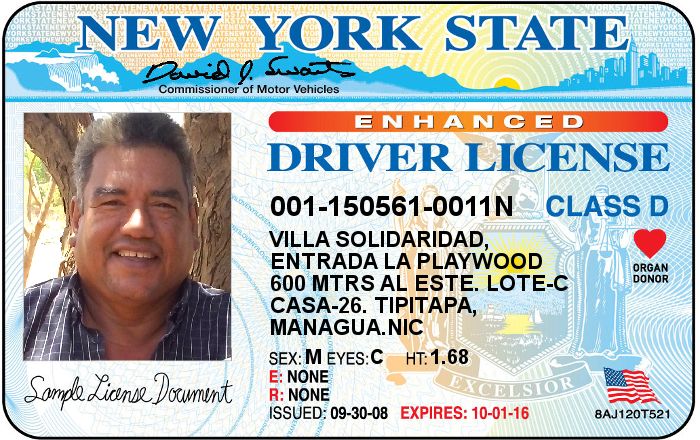 NEW YORK STATE
David J. Swarts
Commissioner of Motor Vehicles
ENHANCED
DRIVER LICENSE
001-150561-0011N CLASS D
VILLA SOLIDARIDAD,
ENTRADA LA PLAYWOOD
600 MTRS AL ESTE. LOTE-C
CASA-26. TIPITAPA,
MANAGUA.NIC
ORGAN
DONOR
SEX: M EYES: C HT: 1.68
E: NONE
R: NONE
ISSUED: 09-30-08 EXPIRES: 10-01-16
EXCELSIOR
8AJ120T521
Sample License Document